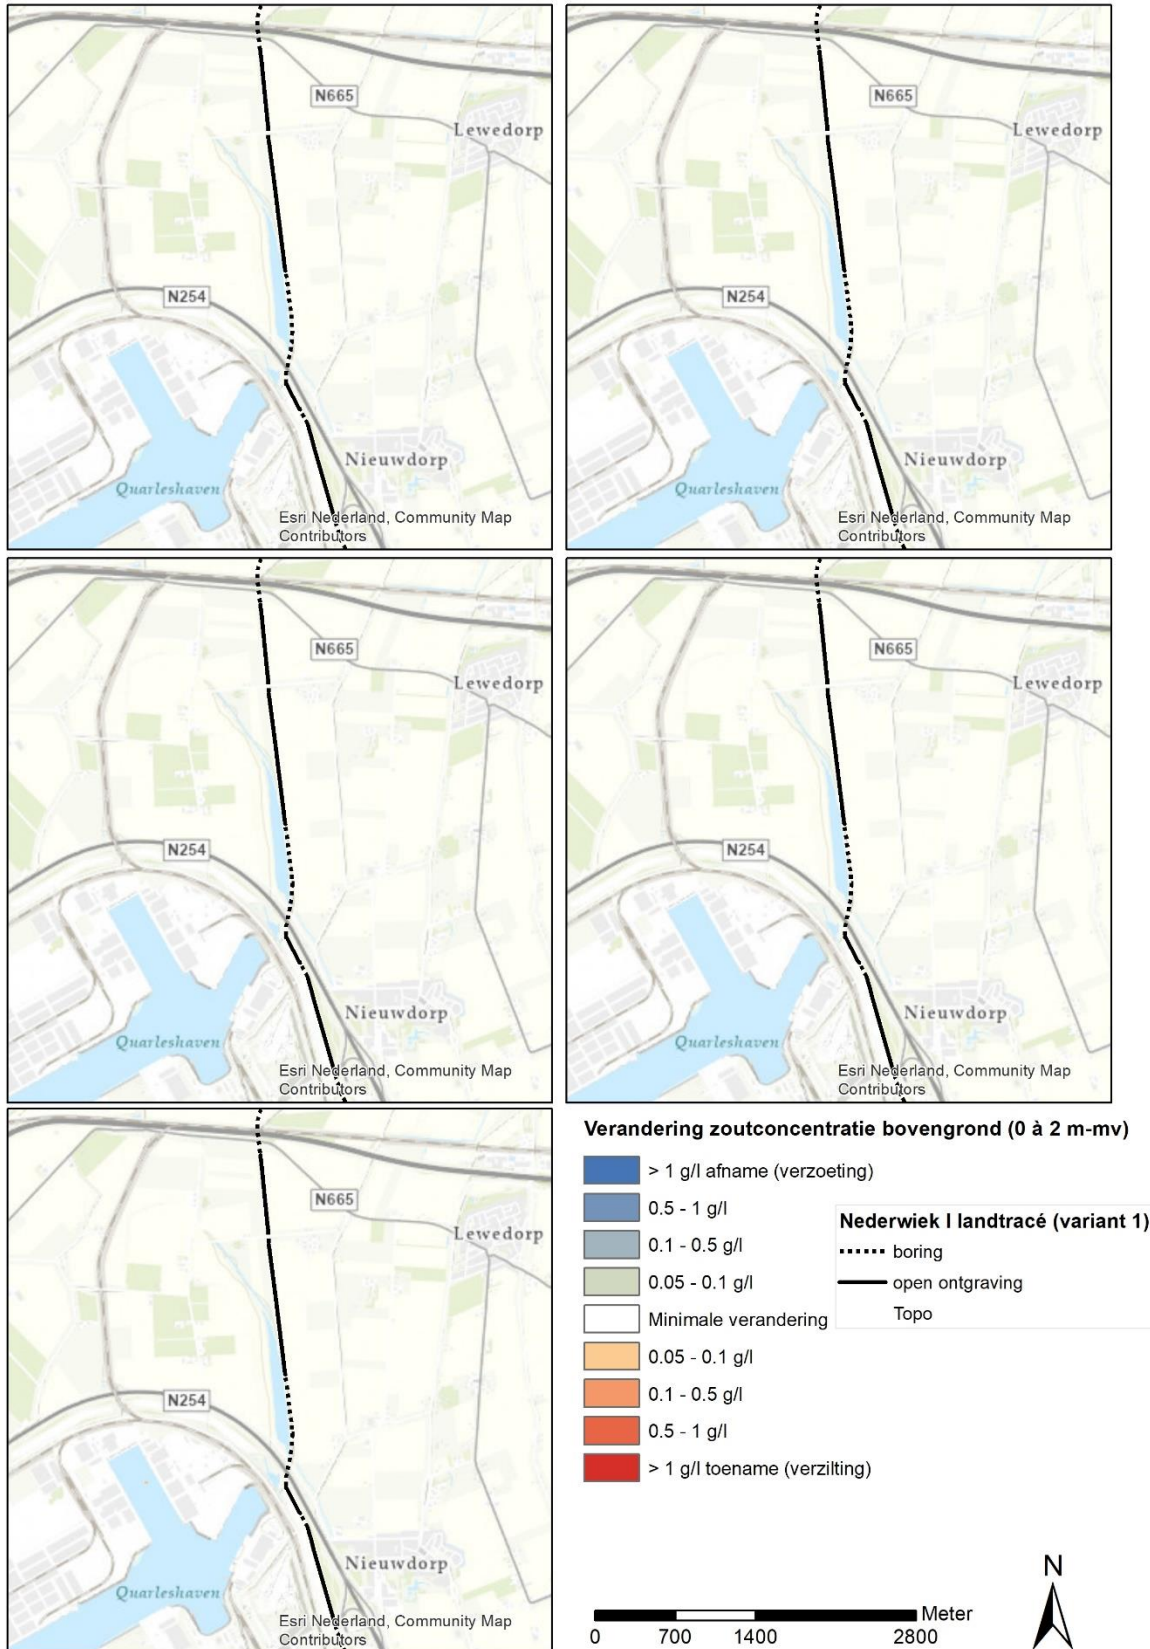 N665
Lewedorp
N254
Nieuwdorp
Quarleshaven
Esri Nederland, Community Map
Contributors
N665
Lewedorp
N254
Nieuwdorp
Quarleshaven
Esri Nederland, Community Map
Contributors
N665
Lewedorp
N254
Nieuwdorp
Quarleshaven
Esri Nederland, Community Map
Contributors
N665
Lewedorp
N254
Nieuwdorp
Quarleshaven
Esri Nederland, Community Map
Contributors
N665
Lewedorp
N254
Nieuwdorp
Quarleshaven
Esri Nederland, Community Map
Contributors
Verandering zoutconcentratie bovengrond (0 à 2 m-mv)
> 1 g/l afname (verzoeting)
0.5 - 1 g/l
0.1 - 0.5 g/l
0.05 - 0.1 g/l
Minimale verandering
0.05 - 0.1 g/l
0.1 - 0.5 g/l
0.5 - 1 g/l
> 1 g/l toename (verzilting)
Nederwiek I landtracé (variant 1)
boring
open ontgraving
Topo
N
Meter
0 700 1400 2800